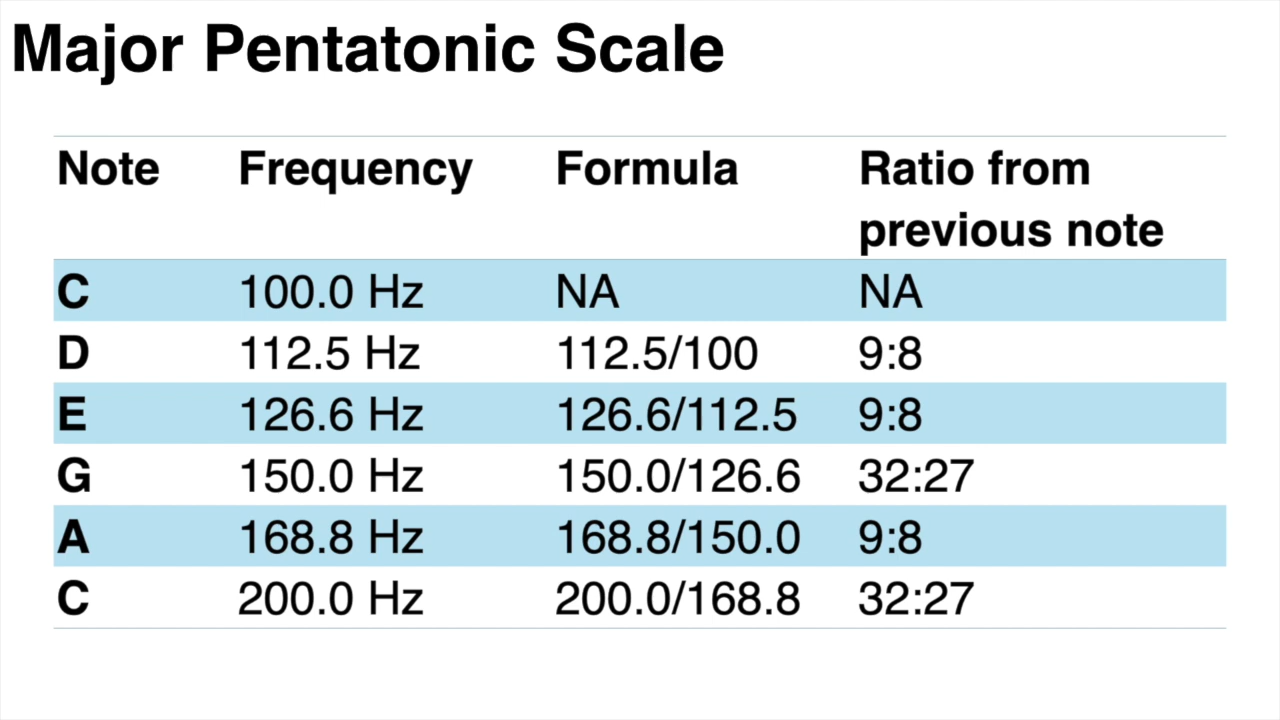 Major Pentatonic Scale
Note Frequency Formula Ratio from
previous note
C 100.0 Hz NA NA
D 112.5 Hz 112.5/100 9:8
E 126.6 Hz 126.6/112.5 9:8
G 150.0 Hz 150.0/126.6 32:27
A 168.8 Hz 168.8/150.0 9:8
C 200.0 Hz 200.0/168.8 32:27